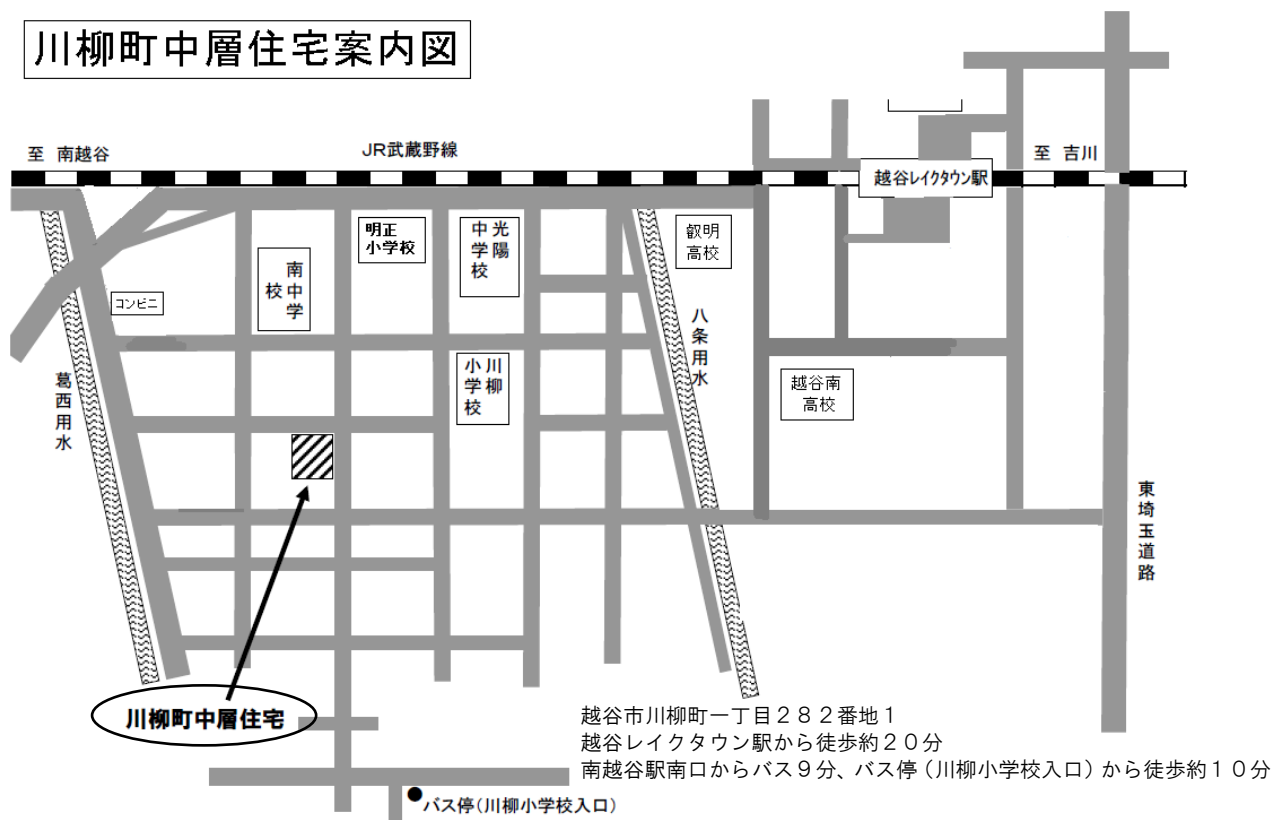 川柳町中層住宅案内図
至 南越谷
JR武蔵野線
越谷レイクタウン駅
至 吉川
明正
小学校
光陽
中学校
叡明
高校
南中学
校
コンビニ
八条用水
川柳
小学校
越谷南
高校
葛西用水
東埼玉道路
川柳町中層住宅
越谷市川柳町一丁目282番地1
越谷レイクタウン駅から徒歩約20分
南越谷駅南口からバス9分、バス停(川柳小学校入口)から徒歩約10分
●バス停(川柳小学校入口)